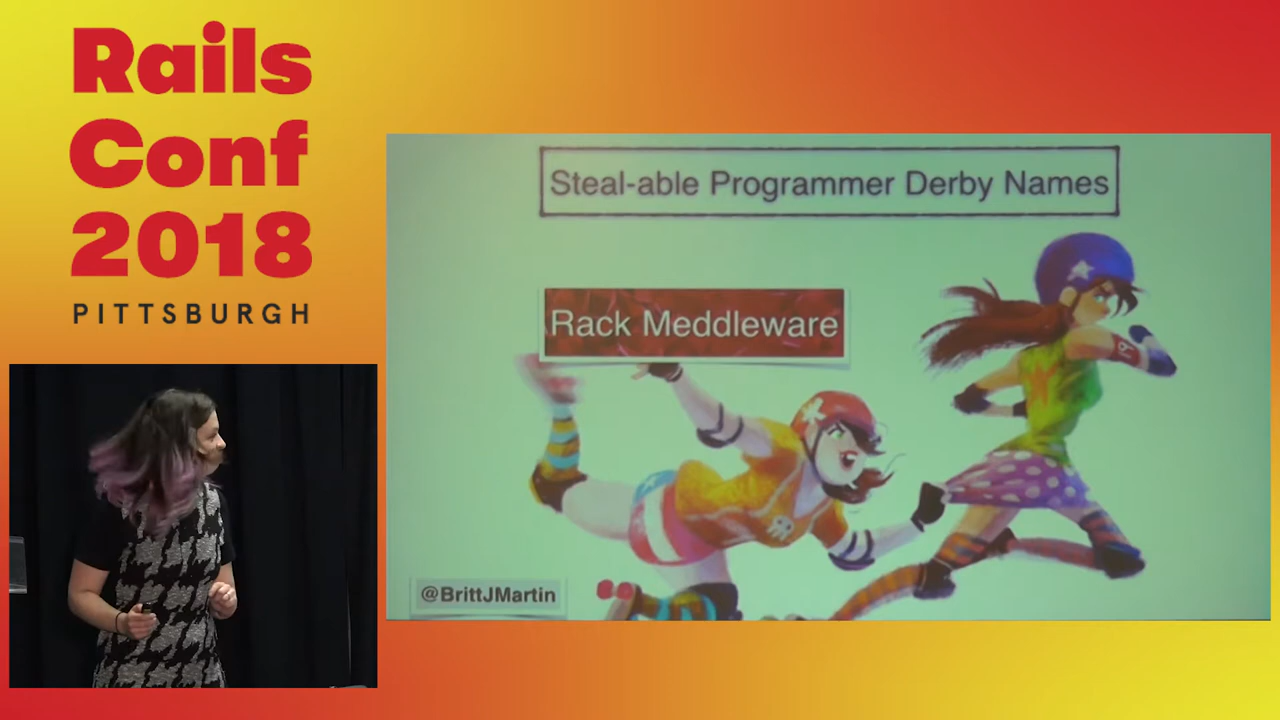 Rails
Conf
2018
PITTSBURGH
Steal-able Programmer Derby Names
Rack Meddleware
@BrittJMartin